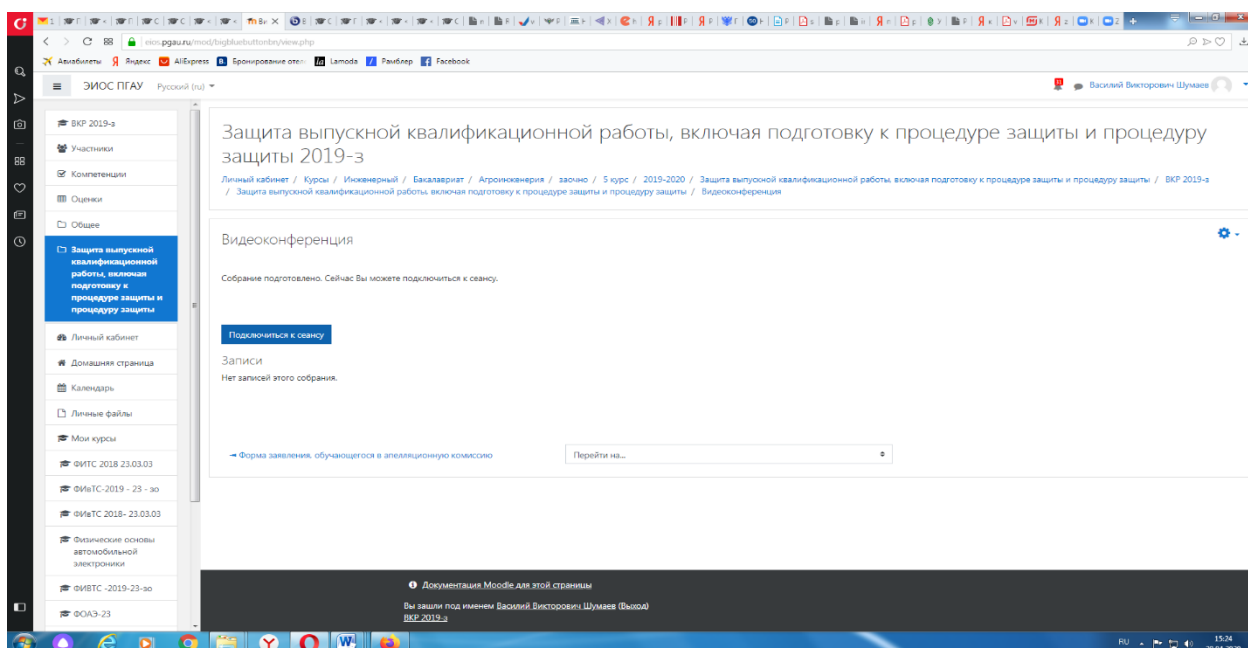 eios.pgau.ru/mod/bigbluebuttonbn/view.php
Авиабилеты Яндекс AliExpress Бронирование отел Lamoda Рамблер Facebook
ЭИОС ПГАУ Русский (ru)
Василий Викторович Шумаев
ВКР 2019-з
Участники
Компетенции
Оценки
Общее
Защита выпускной
квалификационной
работы, включая
подготовку к
процедуре защиты и
процедуру защиты
Личный кабинет
Домашняя страница
Календарь
Личные файлы
Мои курсы
ФИТС 2018 23.03.03
ФИвТС-2019 - 23 - зо
ФИвТС 2018- 23.03.03
Физические основы
автомобильной
электроники
ФИВТС -2019-23-зо
ФОАЭ-23
Защита выпускной квалификационной работы, включая подготовку к процедуре защиты и процедуру
защиты 2019-з
Личный кабинет / Курсы / Инженерный / Бакалавриат / Агроинженерия / заочно / 5 курс / 2019-2020 / Защита выпускной квалификационной работы, включая подготовку к процедуре защиты и процедуру защиты / ВКР 2019-з
/ Защита выпускной квалификационной работы, включая подготовку к процедуре защиты и процедуру защиты / Видеоконференция
Видеоконференция
Собрание подготовлено. Сейчас Вы можете подключиться к сеансу.
Подключиться к сеансу
Записи
Нет записей этого собрания.
◄ Форма заявления, обучающегося в апелляционную комиссию
Перейти на...
Документация Moodle для этой страницы
Вы зашли под именем Василий Викторович Шумаев (Выход)
ВКР 2019-з
RU
15:24